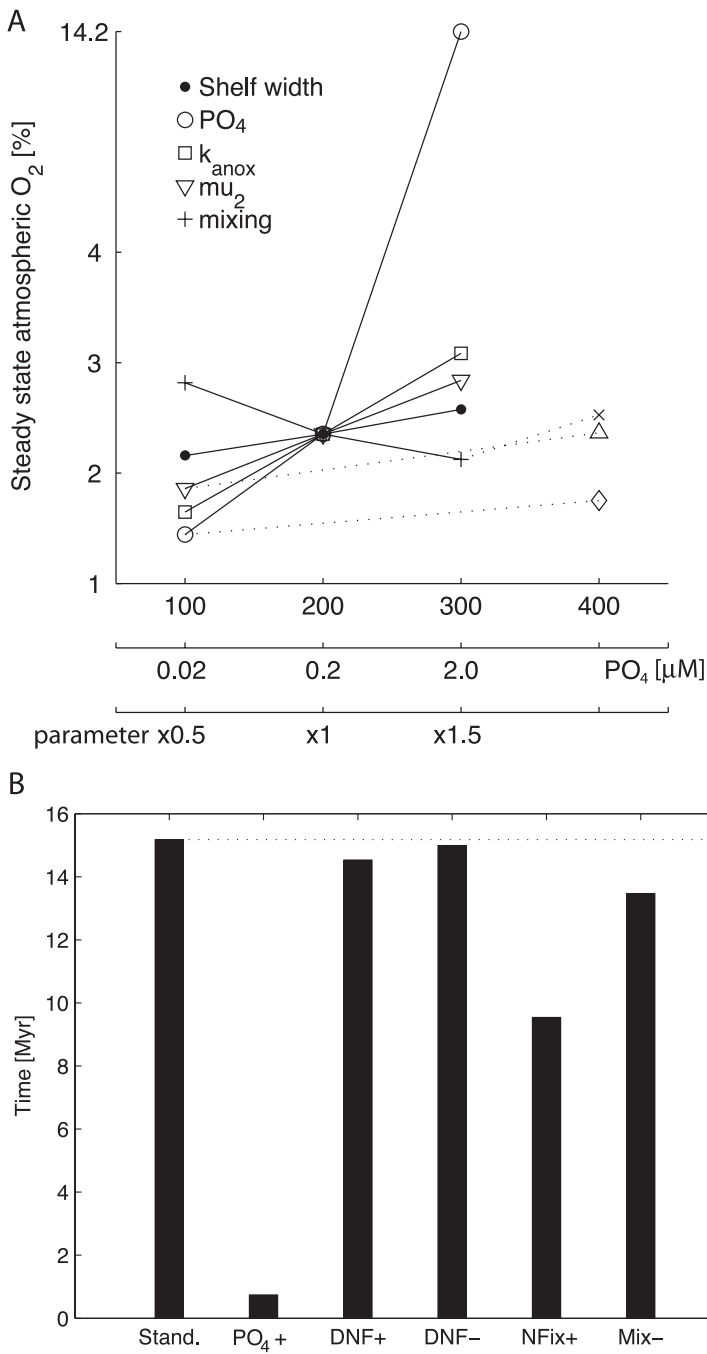 A
14.2
Shelf width
PO4
kanox
mu2
mixing
Steady state atmospheric O2 [%]
4
3
2
1
100 200 300 400
0.02 0.2 2.0 PO4 [μM]
parameter x0.5 x1 x1.5
B
16
14
12
10
8
6
4
2
0
Time [Myr]
Stand. PO4 + DNF+ DNF− NFix+ Mix−